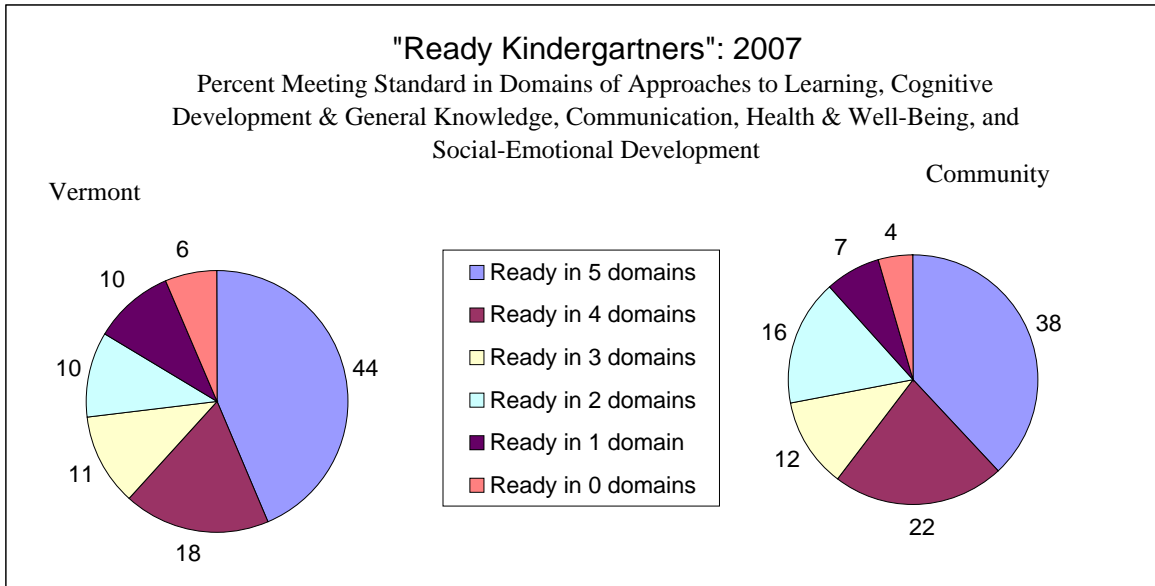 "Ready Kindergartners": 2007
Percent Meeting Standard in Domains of Approaches to Learning, Cognitive
Development & General Knowledge, Communication, Health & Well-Being, and
Social-Emotional Development
Vermont
6
10
10
11
18
44
Ready in 5 domains
Ready in 4 domains
Ready in 3 domains
Ready in 2 domains
Ready in 1 domain
Ready in 0 domains
Community
4
7
16
12
22
38